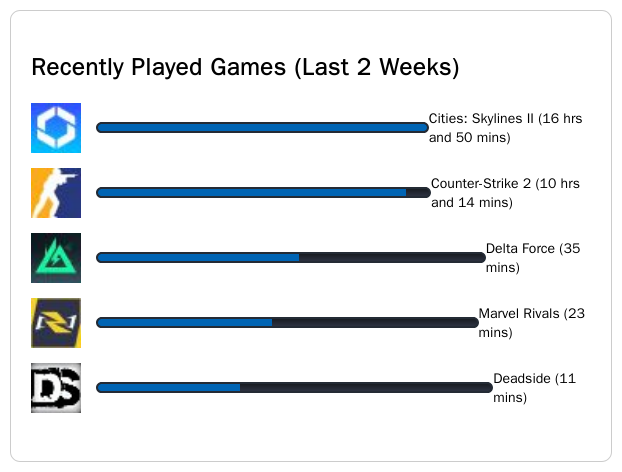 Recently Played Games (Last 2 Weeks)
Cities: Skylines II (16 hrs
and 50 mins)
Counter-Strike 2 (10 hrs
and 14 mins)
Delta Force (35
mins)
Marvel Rivals (23
mins)
DS
Deadside (11
mins)